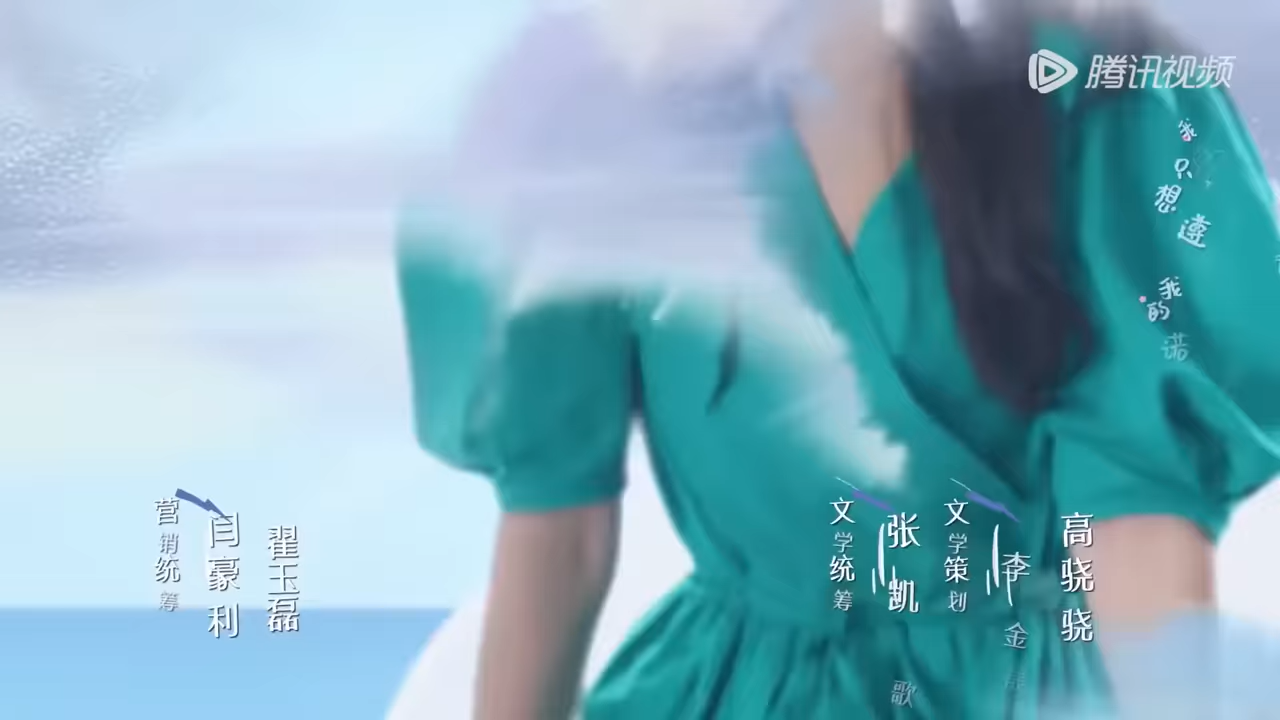 腾讯视频
我只想遵
我的诺
营销统筹
闫豪利
翟玉磊
文学统筹
张凯
歌
文学策划
李金
高骁骁